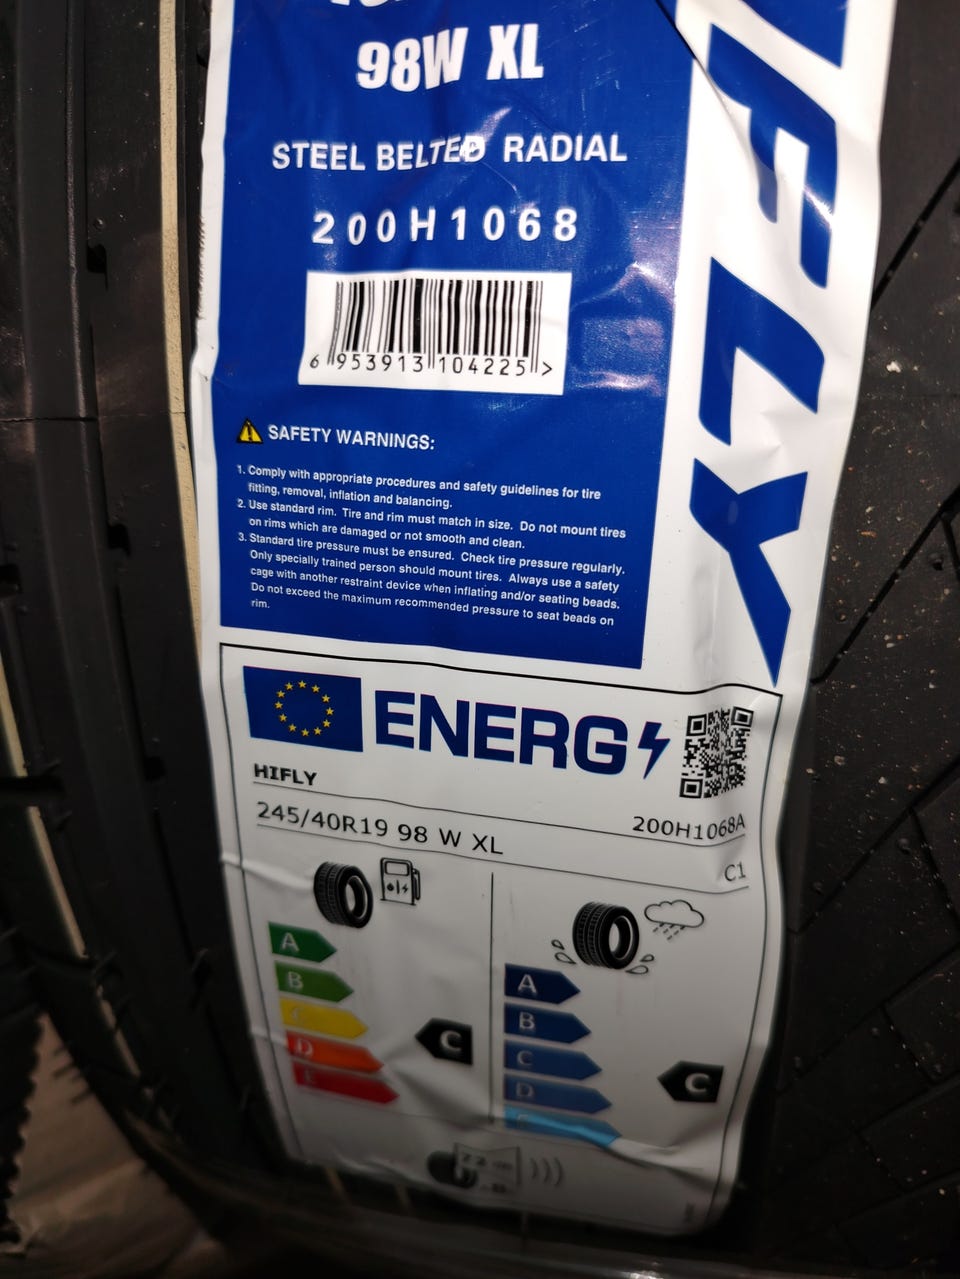 98W XL
STEEL BELTED RADIAL
200H1068
6 953913 104225 >
SAFETY WARNINGS:
1. Comply with appropriate procedures and safety guidelines for tire
fitting, removal, inflation and balancing.
2. Use standard rim. Tire and rim must match in size. Do not mount tires
on rims which are damaged or not smooth and clean.
3. Standard tire pressure must be ensured. Check tire pressure regularly.
Only specially trained person should mount tires. Always use a safety
cage with another restraint device when inflating and/or seating beads.
Do not exceed the maximum recommended pressure to seat beads on
rim.
IFLY
ENERG
HIFLY
200H1068A
245/40R19 98 W XL
C1
A
B
C
D
E
C
A
B
C
D
E
C
72